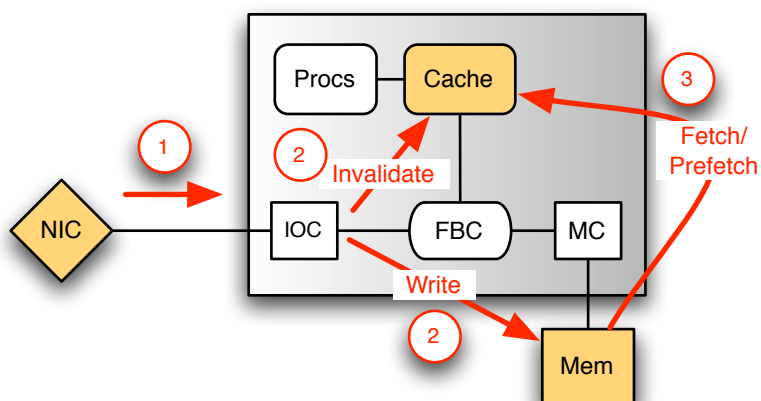 Procs
Cache
3
1
2
Fetch/
Prefetch
Invalidate
NIC
IOC
FBC
MC
Write
2
Mem